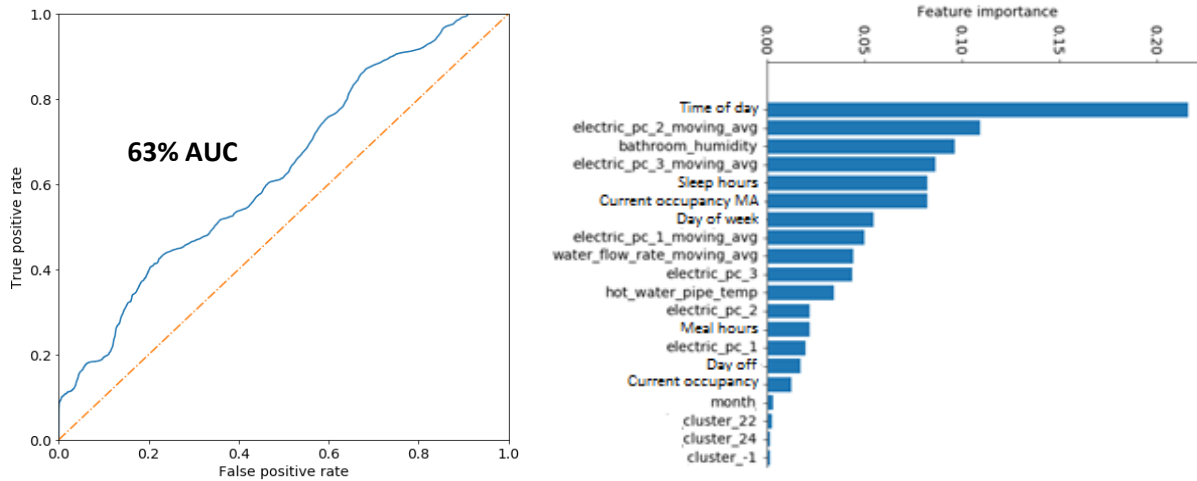 1.0
0.8
0.6
0.4
0.2
0.0
0.0
0.2
0.4
0.6
0.8
1.0
True positive rate
False positive rate
63% AUC
Feature importance
0.00
0.05
0.10
0.15
0.20
Time of day
electric_pc_2_moving_avg
bathroom_humidity
electric_pc_3_moving_avg
Sleep hours
Current occupancy MA
Day of week
electric_pc_1_moving_avg
water_flow_rate_moving_avg
electric_pc_3
hot_water_pipe_temp
electric_pc_2
Meal hours
electric_pc_1
Day off
Current occupancy
month
cluster_22
cluster_24
cluster_-1